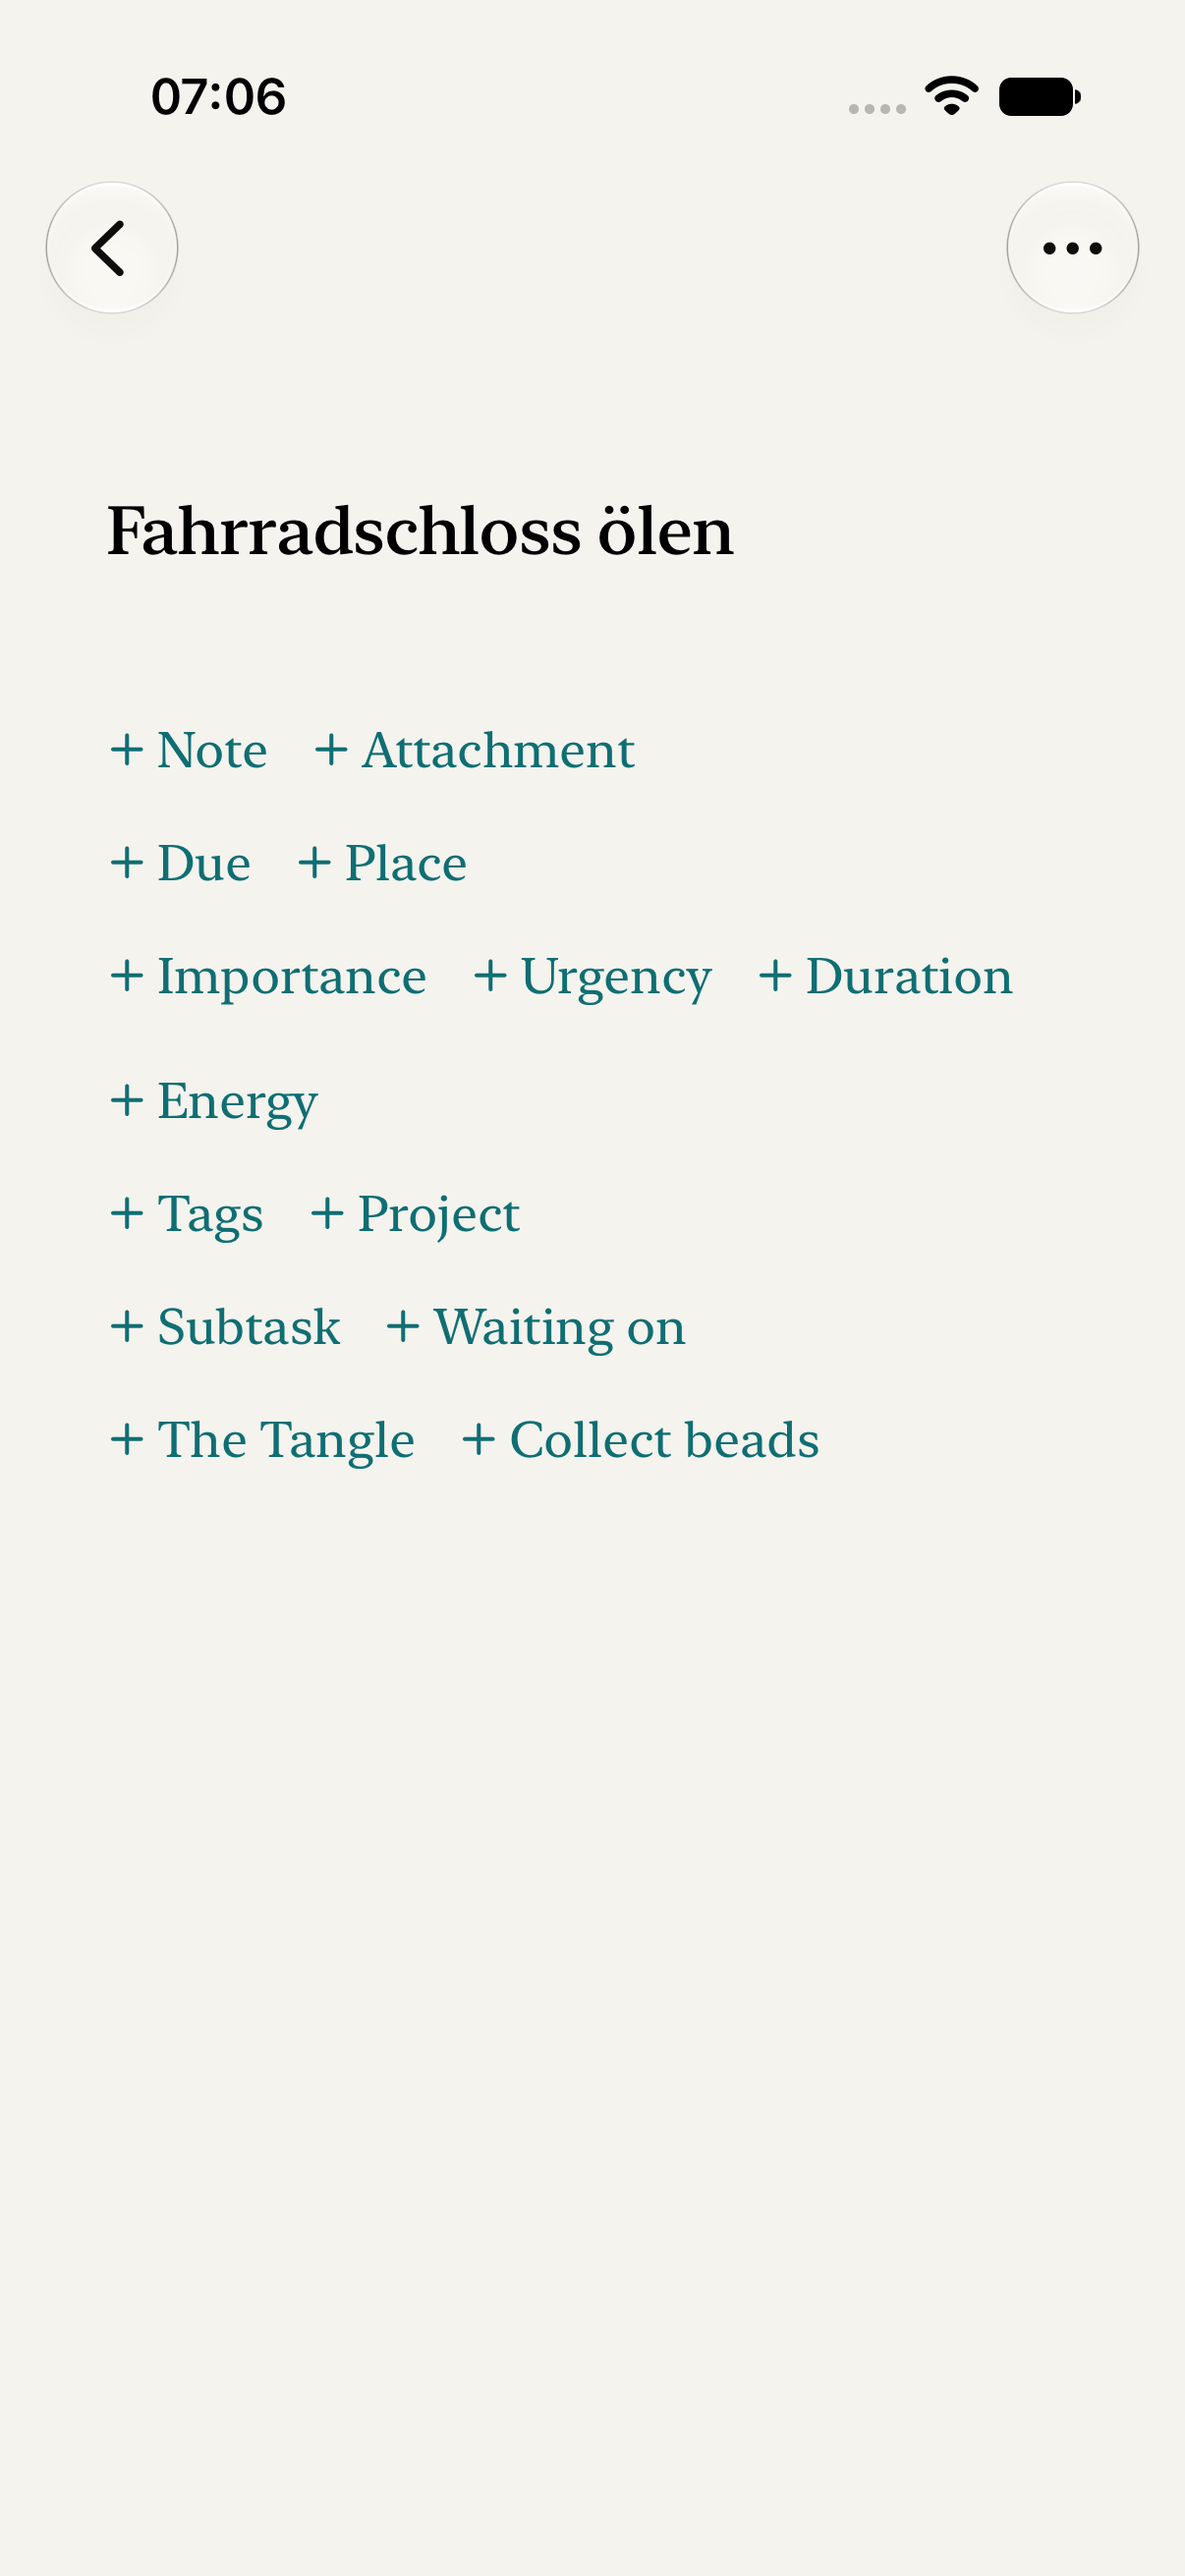 07:06
Fahrradschloss ölen
+ Note + Attachment
+ Due + Place
+ Importance + Urgency + Duration
+ Energy
+ Tags + Project
+ Subtask + Waiting on
+ The Tangle + Collect beads